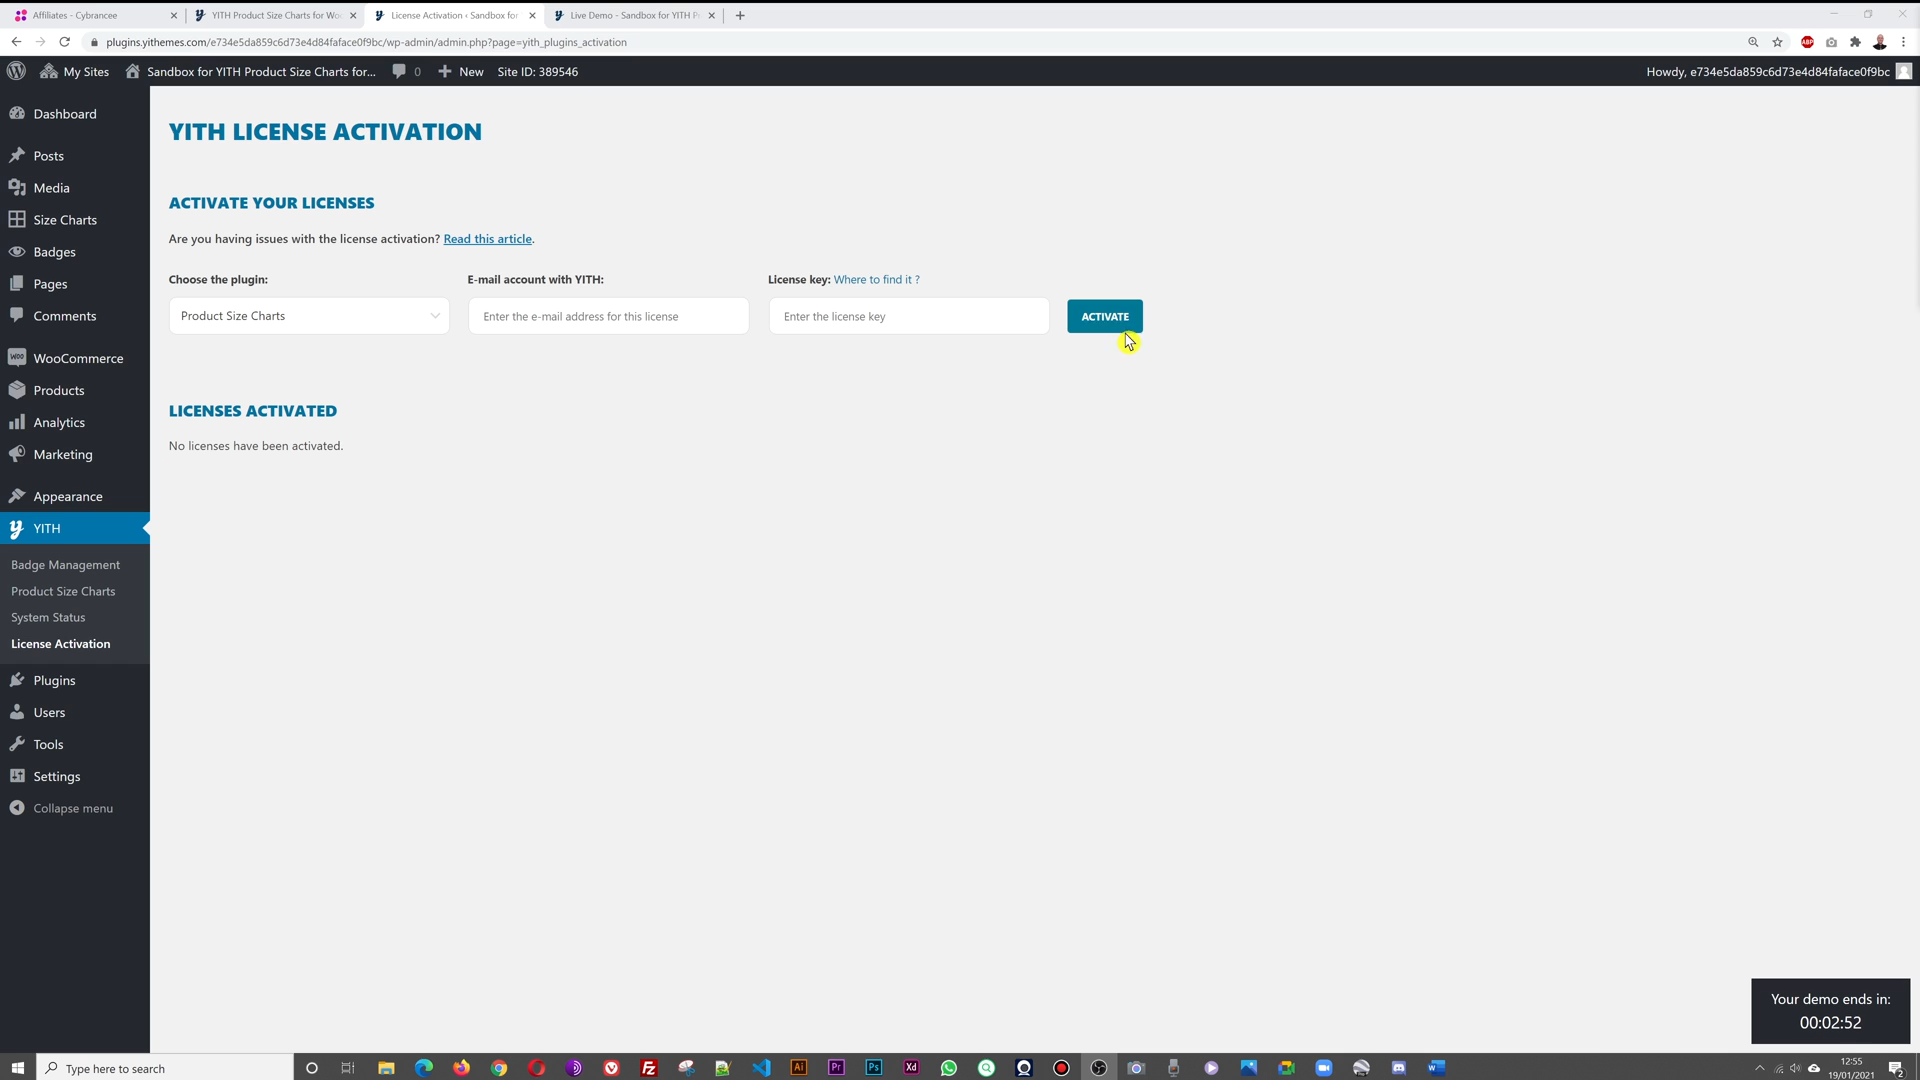 Affiliates - Cybrancee
YITH Product Size Charts for Wo
License Activation ‹ Sandbox for
Live Demo - Sandbox for YITH P
plugins.yithemes.com/e734e5da859c6d73e4d84faface0f9bc/wp-admin/admin.php?page=yith_plugins_activation
ABP
My Sites
Sandbox for YITH Product Size Charts for...
0
New
Site ID: 389546
Howdy, e734e5da859c6d73e4d84faface0f9bc
Dashboard
Posts
Media
Size Charts
Badges
Pages
Comments
WooCommerce
Products
Analytics
Marketing
Appearance
YITH
Badge Management
Product Size Charts
System Status
License Activation
Plugins
Users
Tools
Settings
Collapse menu
YITH LICENSE ACTIVATION
ACTIVATE YOUR LICENSES
Are you having issues with the license activation? Read this article.
Choose the plugin:
E-mail account with YITH:
License key: Where to find it ?
Product Size Charts
Enter the e-mail address for this license
Enter the license key
ACTIVATE
LICENSES ACTIVATED
No licenses have been activated.
Your demo ends in:
00:02:52
Type here to search
Ai
Pr
Ps
Xd
12:55
19/01/2021
2